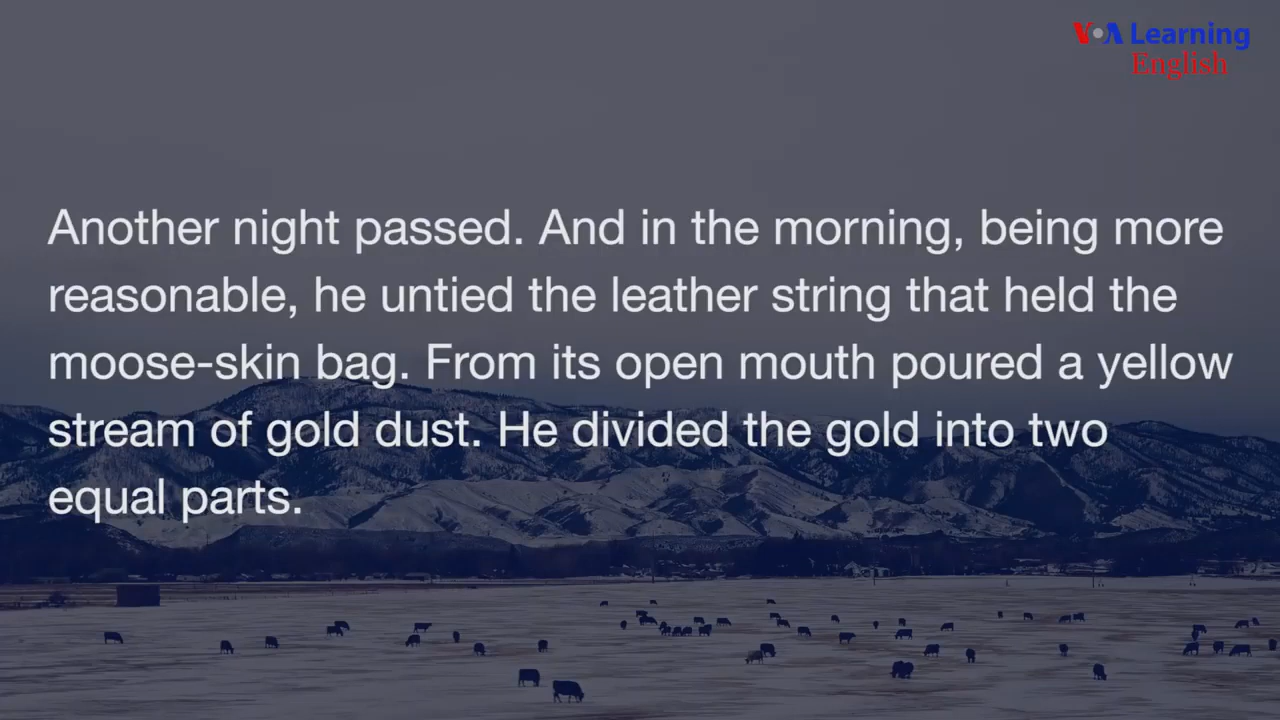 VOA Learning
English
Another night passed. And in the morning, being more
reasonable, he untied the leather string that held the
moose-skin bag. From its open mouth poured a yellow
stream of gold dust. He divided the gold into two
equal parts.